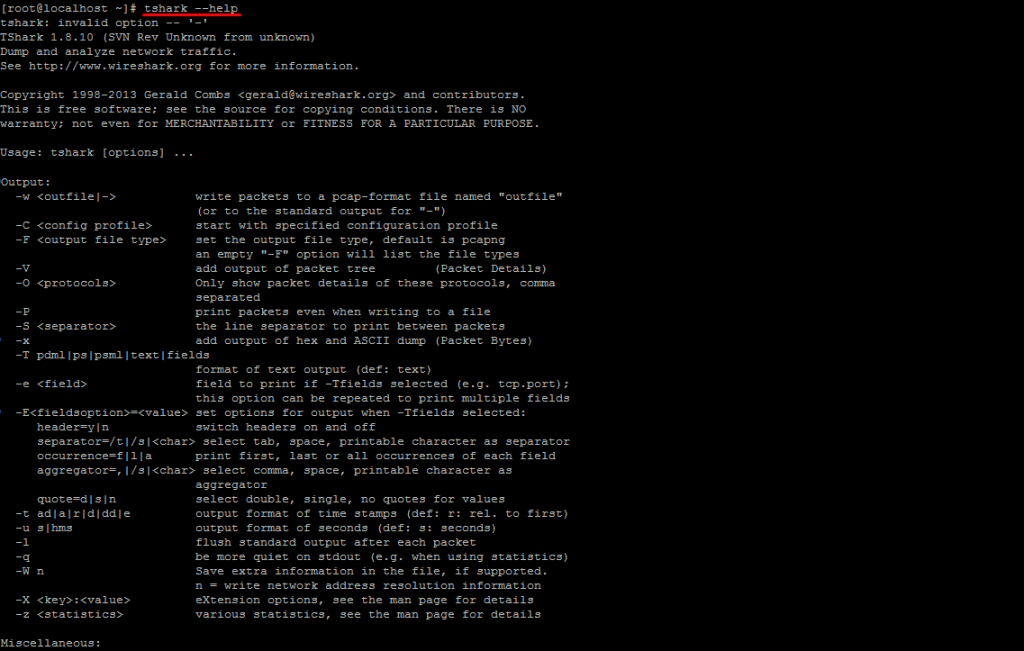 [root@localhost ~]# tshark --help
tshark: invalid option -- '-'
TShark 1.8.10 (SVN Rev Unknown from unknown)
Dump and analyze network traffic.
See http://www.wireshark.org for more information.
Copyright 1998-2013 Gerald Combs <gerald@wireshark.org> and contributors.
This is free software; see the source for copying conditions. There is NO
warranty; not even for MERCHANTABILITY or FITNESS FOR A PARTICULAR PURPOSE.
Usage: tshark [options] ...
Output:
-w <outfile|-> write packets to a pcap-format file named "outfile"
(or to the standard output for "-")
-C <config profile> start with specified configuration profile
-F <output file type> set the output file type, default is pcapng
an empty "-F" option will list the file types
-V add output of packet tree (Packet Details)
-O <protocols> Only show packet details of these protocols, comma
separated
-P print packets even when writing to a file
-S <separator> the line separator to print between packets
-x add output of hex and ASCII dump (Packet Bytes)
-T pdml|ps|psml|text|fields
format of text output (def: text)
-e <field> field to print if -Tfields selected (e.g. tcp.port);
this option can be repeated to print multiple fields
-E<fieldsoption>=<value> set options for output when -Tfields selected:
header=y|n switch headers on and off
separator=/t|/s|<char> select tab, space, printable character as separator
occurrence=f|l|a print first, last or all occurrences of each field
aggregator=,|/s|<char> select comma, space, printable character as
aggregator
quote=d|s|n select double, single, no quotes for values
-t ad|a|r|d|dd|e output format of time stamps (def: r: rel. to first)
-u s|hms output format of seconds (def: s: seconds)
-l flush standard output after each packet
-q be more quiet on stdout (e.g. when using statistics)
-W n Save extra information in the file, if supported.
n = write network address resolution information
-X <key>:<value> eXtension options, see the man page for details
-z <statistics> various statistics, see the man page for details
Miscellaneous: